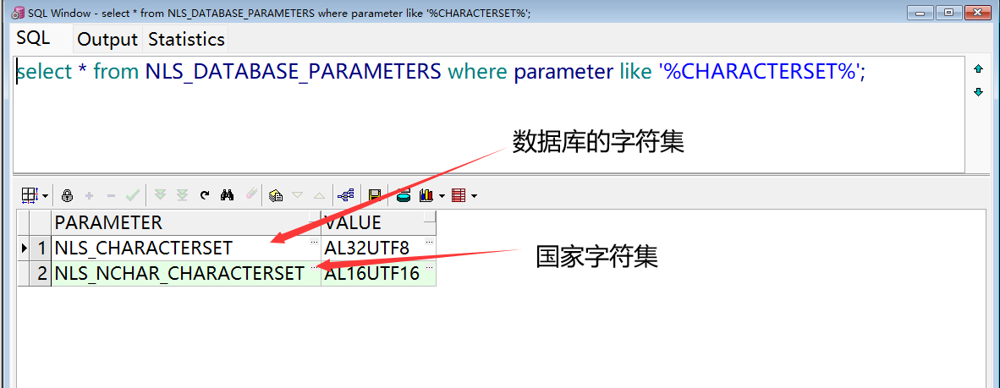 SQL Window - select * from NLS_DATABASE_PARAMETERS where parameter like '%CHARACTERSET%';
SQL Output Statistics
select * from NLS_DATABASE_PARAMETERS where parameter like '%CHARACTERSET%';
数据库的字符集
PARAMETER VALUE
1 NLS_CHARACTERSET ... AL32UTF8 ...
国家字符集
2 NLS_NCHAR_CHARACTERSET ... AL16UTF16 ...